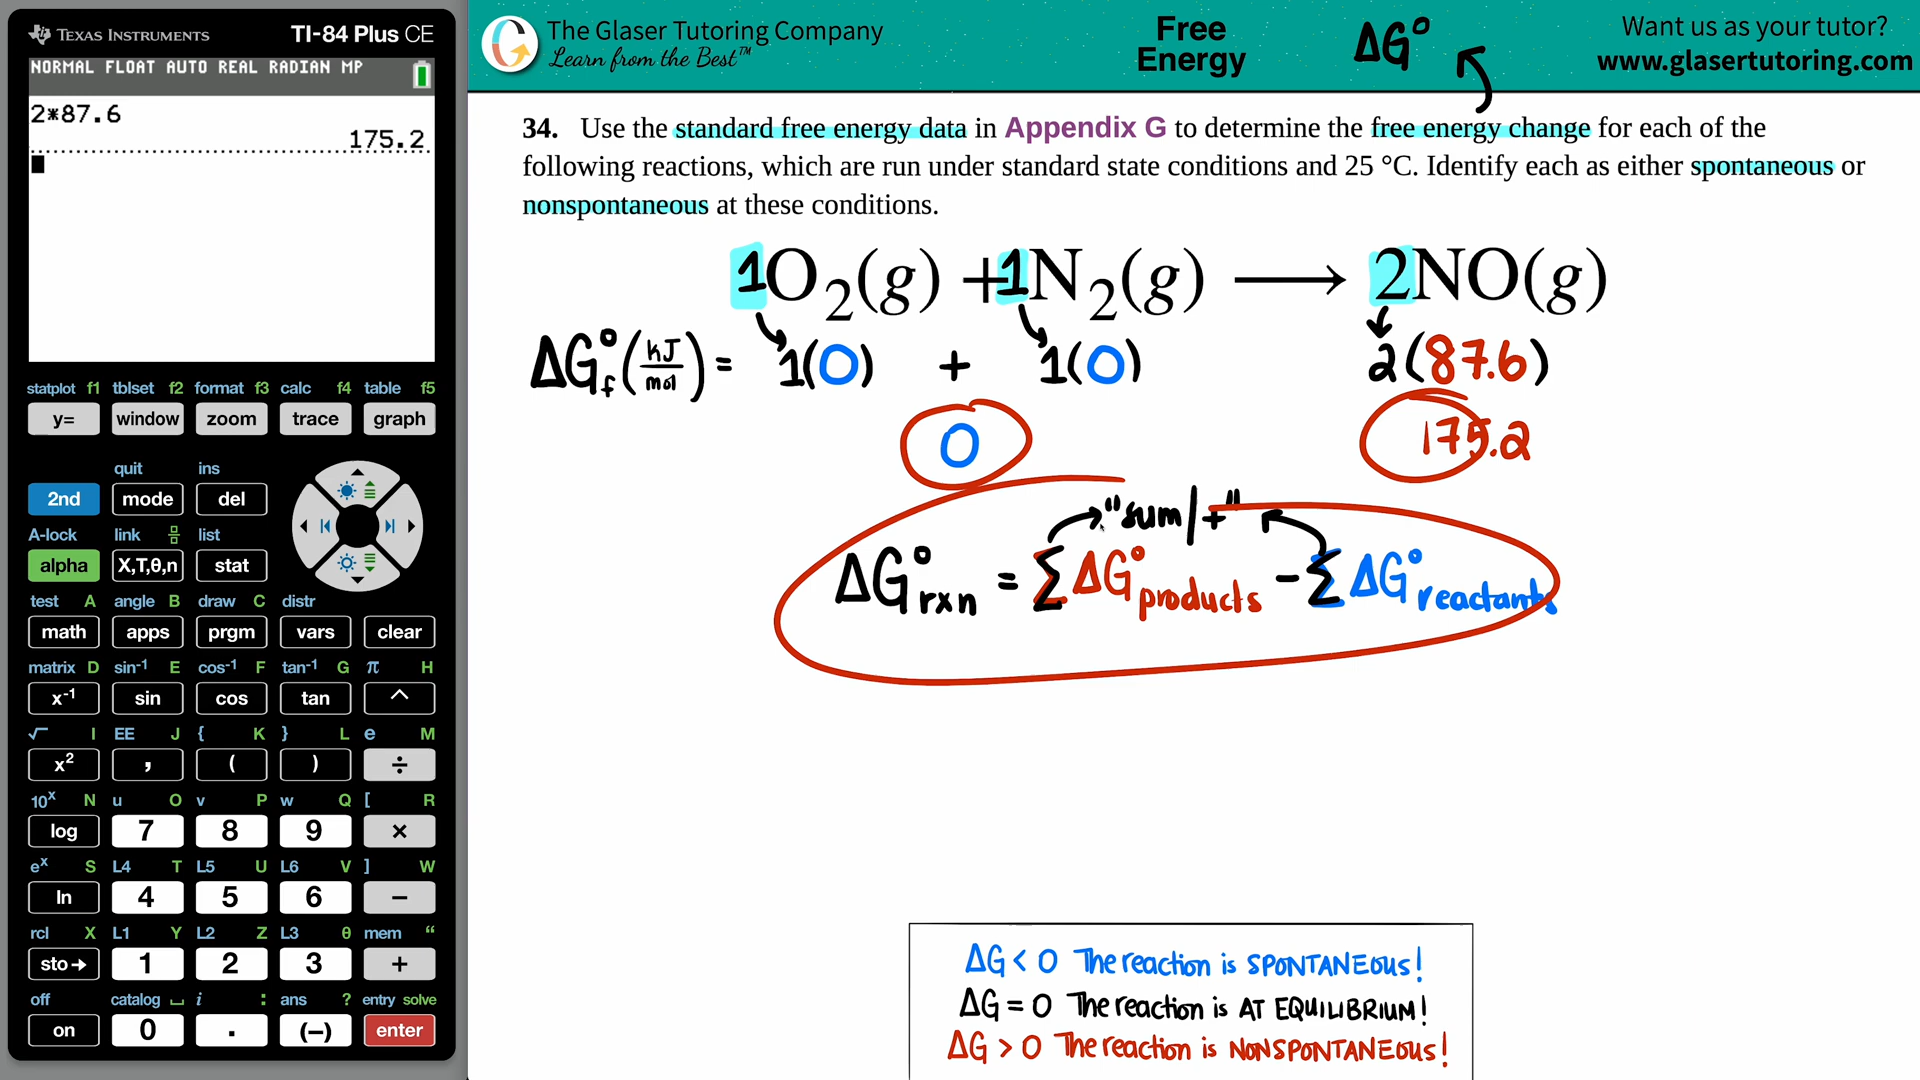 TEXAS INSTRUMENTS TI-84 Plus CE
NORMAL FLOAT AUTO REAL RADIAN MP
2*87.6
175.2
statplot f1 tblset f2 format f3 calc f4 table f5
y= window zoom trace graph
quit ins
2nd mode del
A-lock link list
alpha X,T,θ,n stat
test A angle B draw C distr
math apps prgm vars clear
matrix D sin⁻¹ E cos⁻¹ F tan⁻¹ G π H
x⁻¹ sin cos tan ^
√ I EE J { K } L e M
x² , ( ) ÷
10ˣ N u O v P w Q [ R
log 7 8 9 ×
eˣ S L4 T L5 U L6 V ] W
ln 4 5 6 −
rcl X L1 Y L2 Z L3 θ mem “
sto→ 1 2 3 +
off catalog ⎵ i : ans ? entry solve
on 0 . (−) enter
The Glaser Tutoring Company
Learn from the Best™
Free
Energy
ΔG°
Want us as your tutor?
www.glasertutoring.com
34. Use the standard free energy data in Appendix G to determine the free energy change for each of the
following reactions, which are run under standard state conditions and 25 °C. Identify each as either spontaneous or
nonspontaneous at these conditions.
1O₂(g) + 1N₂(g) ⟶ 2NO(g)
ΔG°f (kJ/mol) = 1(0) + 1(0) 2(87.6)
0 175.2
"sum/+"
ΔG°rxn = Σ ΔG°products − Σ ΔG°reactants
ΔG < 0 The reaction is SPONTANEOUS!
ΔG = 0 The reaction is AT EQUILIBRIUM!
ΔG > 0 The reaction is NONSPONTANEOUS!